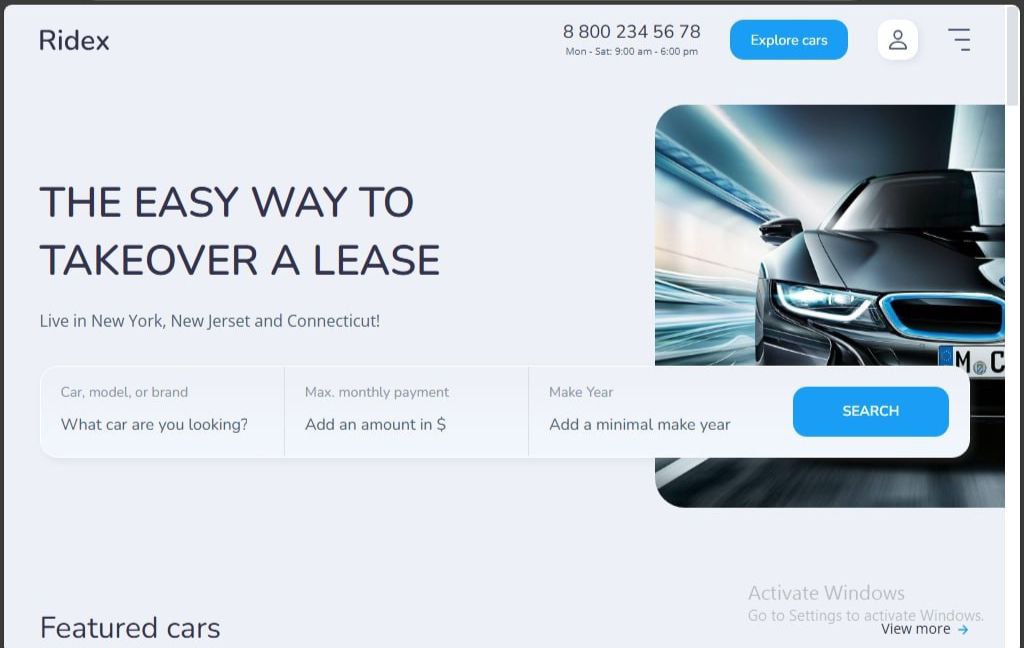 Ridex
8 800 234 56 78
Mon - Sat: 9:00 am - 6:00 pm
Explore cars
THE EASY WAY TO
TAKEOVER A LEASE
Live in New York, New Jerset and Connecticut!
M C
Car, model, or brand
What car are you looking?
Max. monthly payment
Add an amount in $
Make Year
Add a minimal make year
SEARCH
Activate Windows
Go to Settings to activate Windows.
Featured cars
View more →